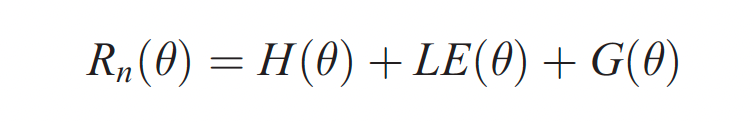 Rₙ(θ) = H(θ) + LE(θ) + G(θ)